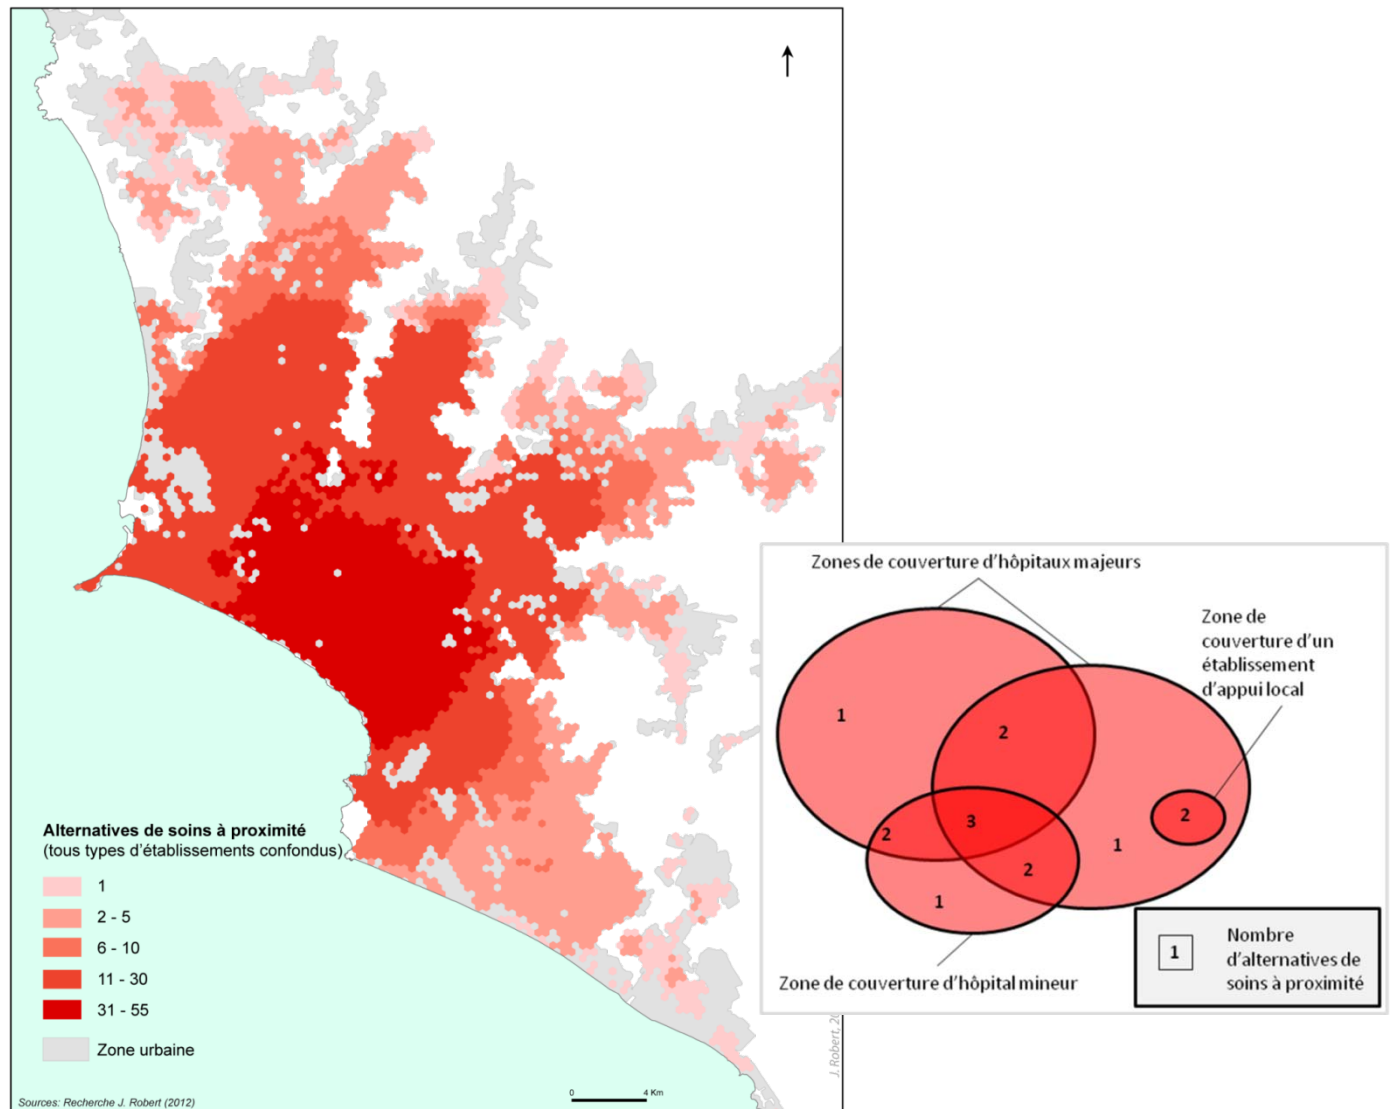 Alternatives de soins à proximité
(tous types d'établissements confondus)
1
2 - 5
6 - 10
11 - 30
31 - 55
Zone urbaine
Sources: Recherche J. Robert (2012)
0 4 Km
J. Robert, 20
Zones de couverture d'hôpitaux majeurs
Zone de
couverture d'un
établissement
d'appui local
1
2
2
3
2
1
2
1
Zone de couverture d'hôpital mineur
1
Nombre
d'alternatives de
soins à proximité